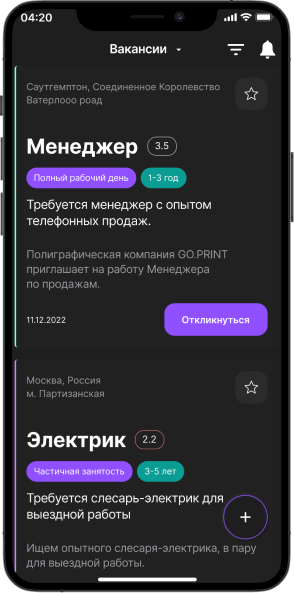 04:20
Вакансии
Саутгемптон, Соединенное Королевство
Ватерлооо роад
Менеджер 3.5
Полный рабочий день 1-3 год
Требуется менеджер с опытом
телефонных продаж.
Полиграфическая компания GO.PRINT
приглашает на работу Менеджера
по продажам.
11.12.2022 Откликнуться
Москва, Россия
м. Партизанская
Электрик 2.2
Частичная занятость 3-5 лет
Требуется слесарь-электрик для
выездной работы
+
Ищем опытного слесаря-электрика, в пару
для выездной работы.